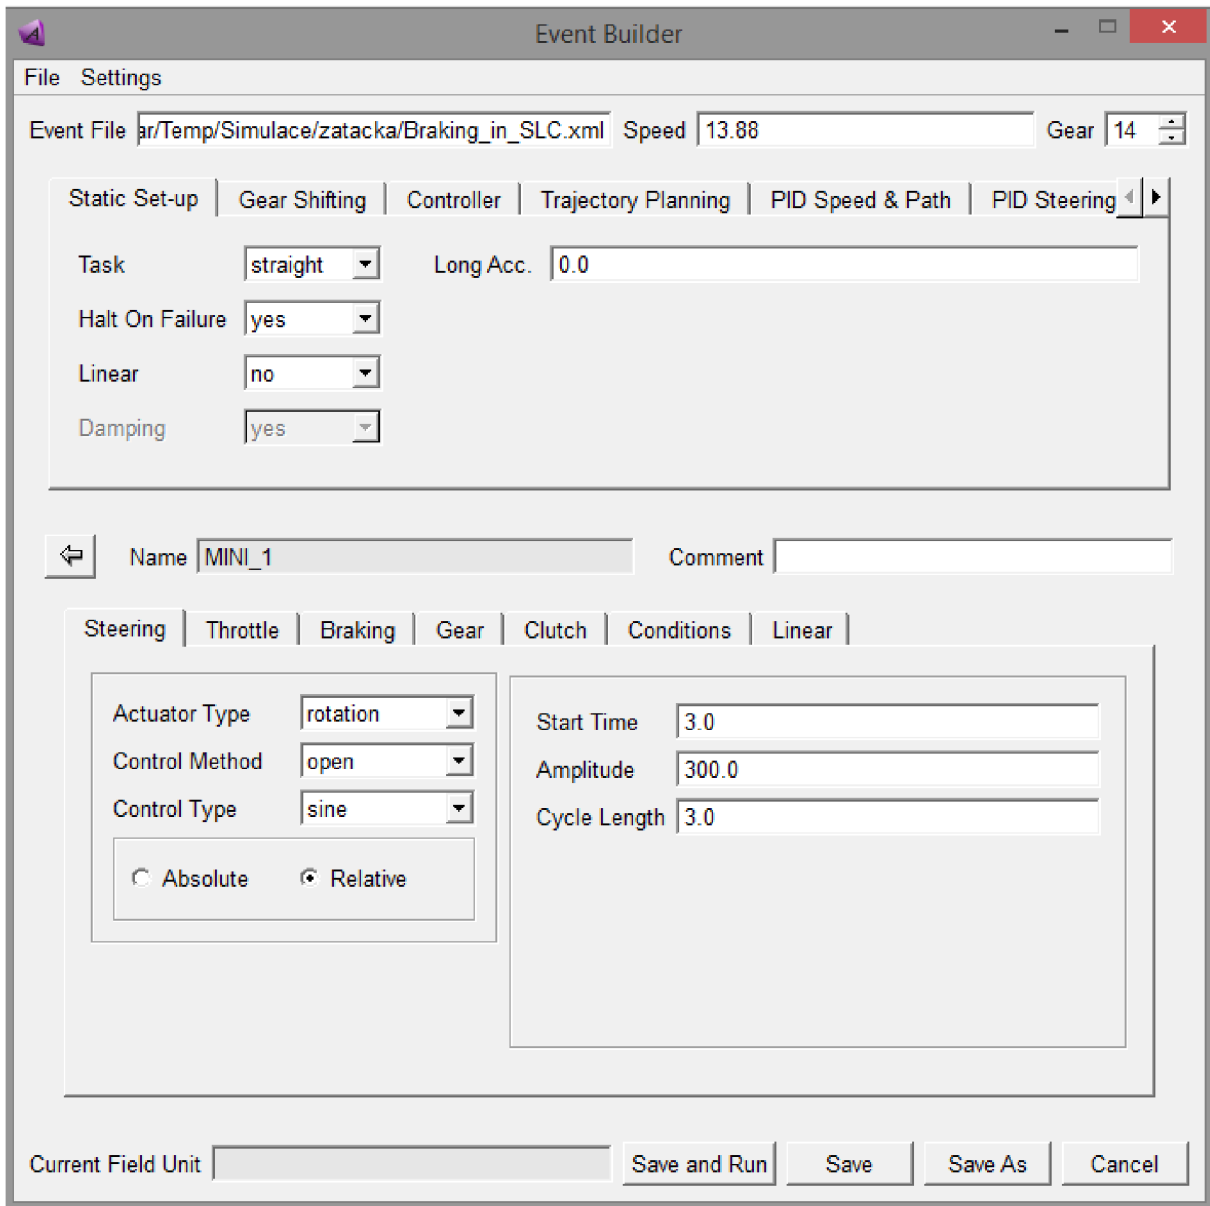 Event Builder
File Settings
Event File ar/Temp/Simulace/zatacka/Braking_in_SLC.xml Speed 13.88 Gear 14
Static Set-up Gear Shifting Controller Trajectory Planning PID Speed & Path PID Steering
Task straight Long Acc. 0.0
Halt On Failure yes
Linear no
Damping yes
Name MINI_1 Comment
Steering Throttle Braking Gear Clutch Conditions Linear
Actuator Type rotation Start Time 3.0
Control Method open Amplitude 300.0
Control Type sine Cycle Length 3.0
Absolute Relative
Current Field Unit Save and Run Save Save As Cancel